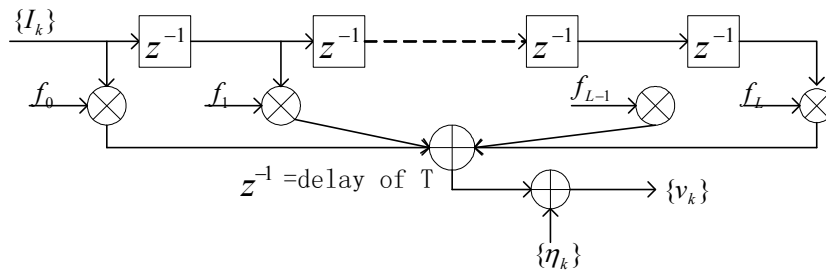 {I_k}
z^{-1} z^{-1} z^{-1} z^{-1}
f_0 f_1 f_{L-1} f_L
z^{-1} =delay of T
{v_k}
{η_k}